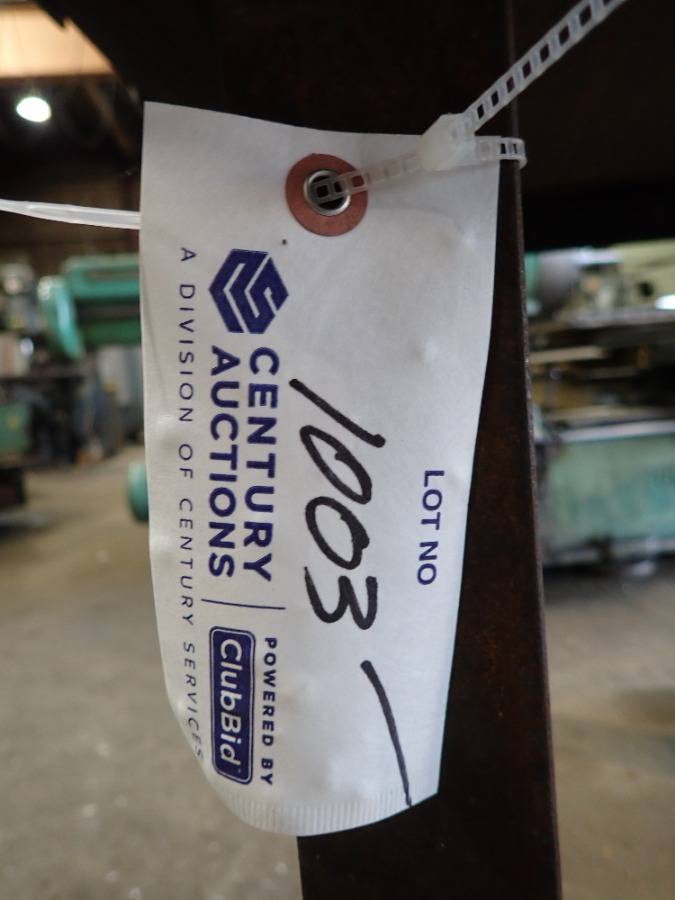 LOT NO
1003 -
CENTURY
AUCTIONS
A DIVISION OF CENTURY SERVICES
POWERED BY
ClubBid